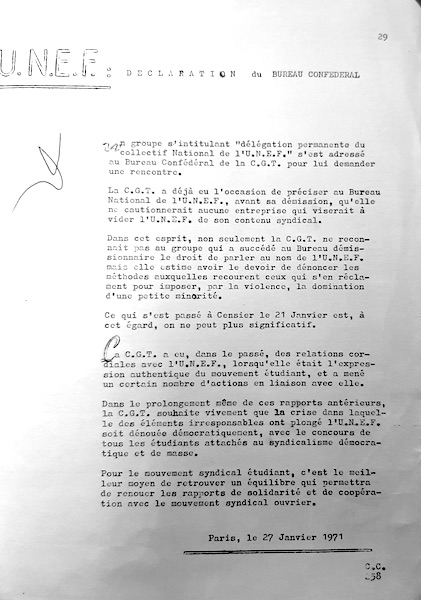 29
U.N.E.F. : DECLARATION du BUREAU CONFEDERAL
Un groupe s'intitulant "délégation permanente du
collectif National de l'U.N.E.F." s'est adressé
au Bureau Confédéral de la C.G.T. pour lui demander
une rencontre.
La C.G.T. a déjà eu l'occasion de préciser au Bureau
National de l'U.N.E.F., avant sa démission, qu'elle
ne cautionnerait aucune entreprise qui viserait à
vider l'U.N.E.F. de son contenu syndical.
Dans cet esprit, non seulement la C.G.T. ne recon-
naît pas au groupe qui a succédé au Bureau démis-
sionnaire le droit de parler au nom de l'U.N.E.F.
mais elle estime avoir le devoir de dénoncer les
méthodes auxquelles recourent ceux qui s'en récla-
ment pour imposer, par la violence, la domination
d'une petite minorité.
Ce qui s'est passé à Censier le 21 Janvier est, à
cet égard, on ne peut plus significatif.
La C.G.T. a eu, dans le passé, des relations cor-
diales avec l'U.N.E.F., lorsqu'elle était l'expres-
sion authentique du mouvement étudiant, et a mené
un certain nombre d'actions en liaison avec elle.
Dans le prolongement même de ces rapports antérieurs,
la C.G.T. souhaite vivement que la crise dans laquel-
le des éléments irresponsables ont plongé l'U.N.E.F.
soit dénouée démocratiquement, avec le concours de
tous les étudiants attachés au syndicalisme démocra-
tique et de masse.
Pour le mouvement syndical étudiant, c'est le meil-
leur moyen de retrouver un équilibre qui permettra
de renouer les rapports de solidarité et de coopéra-
tion avec le mouvement syndical ouvrier.
Paris, le 27 Janvier 1971
C.C.